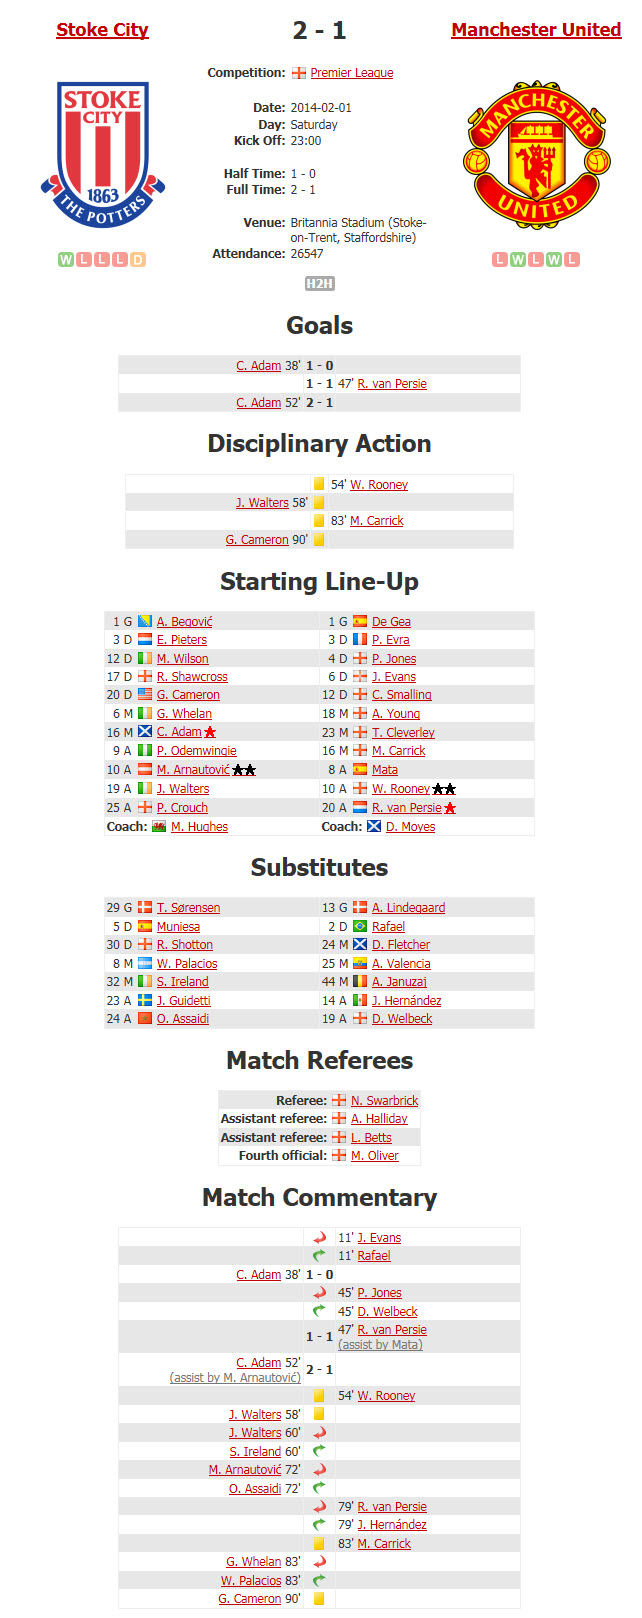 Stoke City 2 - 1 Manchester United
Competition: Premier League
STOKE
CITY
1863
THE POTTERS
MANCHESTER
UNITED
Date: 2014-02-01
Day: Saturday
Kick Off: 23:00
Half Time: 1 - 0
Full Time: 2 - 1
Venue: Britannia Stadium (Stoke-
on-Trent, Staffordshire)
Attendance: 26547
W L L L D
L W L W L
H2H
Goals
C. Adam 38' 1 - 0
1 - 1 47' R. van Persie
C. Adam 52' 2 - 1
Disciplinary Action
54' W. Rooney
J. Walters 58'
83' M. Carrick
G. Cameron 90'
Starting Line-Up
1 G A. Begović 1 G De Gea
3 D E. Pieters 3 D P. Evra
12 D M. Wilson 4 D P. Jones
17 D R. Shawcross 6 D J. Evans
20 D G. Cameron 12 D C. Smalling
6 M G. Whelan 18 M A. Young
16 M C. Adam 23 M T. Cleverley
9 A P. Odemwingie 16 M M. Carrick
10 A M. Arnautović 8 A Mata
19 A J. Walters 10 A W. Rooney
25 A P. Crouch 20 A R. van Persie
Coach: M. Hughes Coach: D. Moyes
Substitutes
29 G T. Sørensen 13 G A. Lindegaard
5 D Muniesa 2 D Rafael
30 D R. Shotton 24 M D. Fletcher
8 M W. Palacios 25 M A. Valencia
32 M S. Ireland 44 M A. Januzaj
23 A J. Guidetti 14 A J. Hernández
24 A O. Assaidi 19 A D. Welbeck
Match Referees
Referee: N. Swarbrick
Assistant referee: A. Halliday
Assistant referee: L. Betts
Fourth official: M. Oliver
Match Commentary
11' J. Evans
11' Rafael
C. Adam 38' 1 - 0
45' P. Jones
45' D. Welbeck
1 - 1 47' R. van Persie
(assist by Mata)
C. Adam 52' 2 - 1
(assist by M. Arnautović)
54' W. Rooney
J. Walters 58'
J. Walters 60'
S. Ireland 60'
M. Arnautović 72'
O. Assaidi 72'
79' R. van Persie
79' J. Hernández
83' M. Carrick
G. Whelan 83'
W. Palacios 83'
G. Cameron 90'